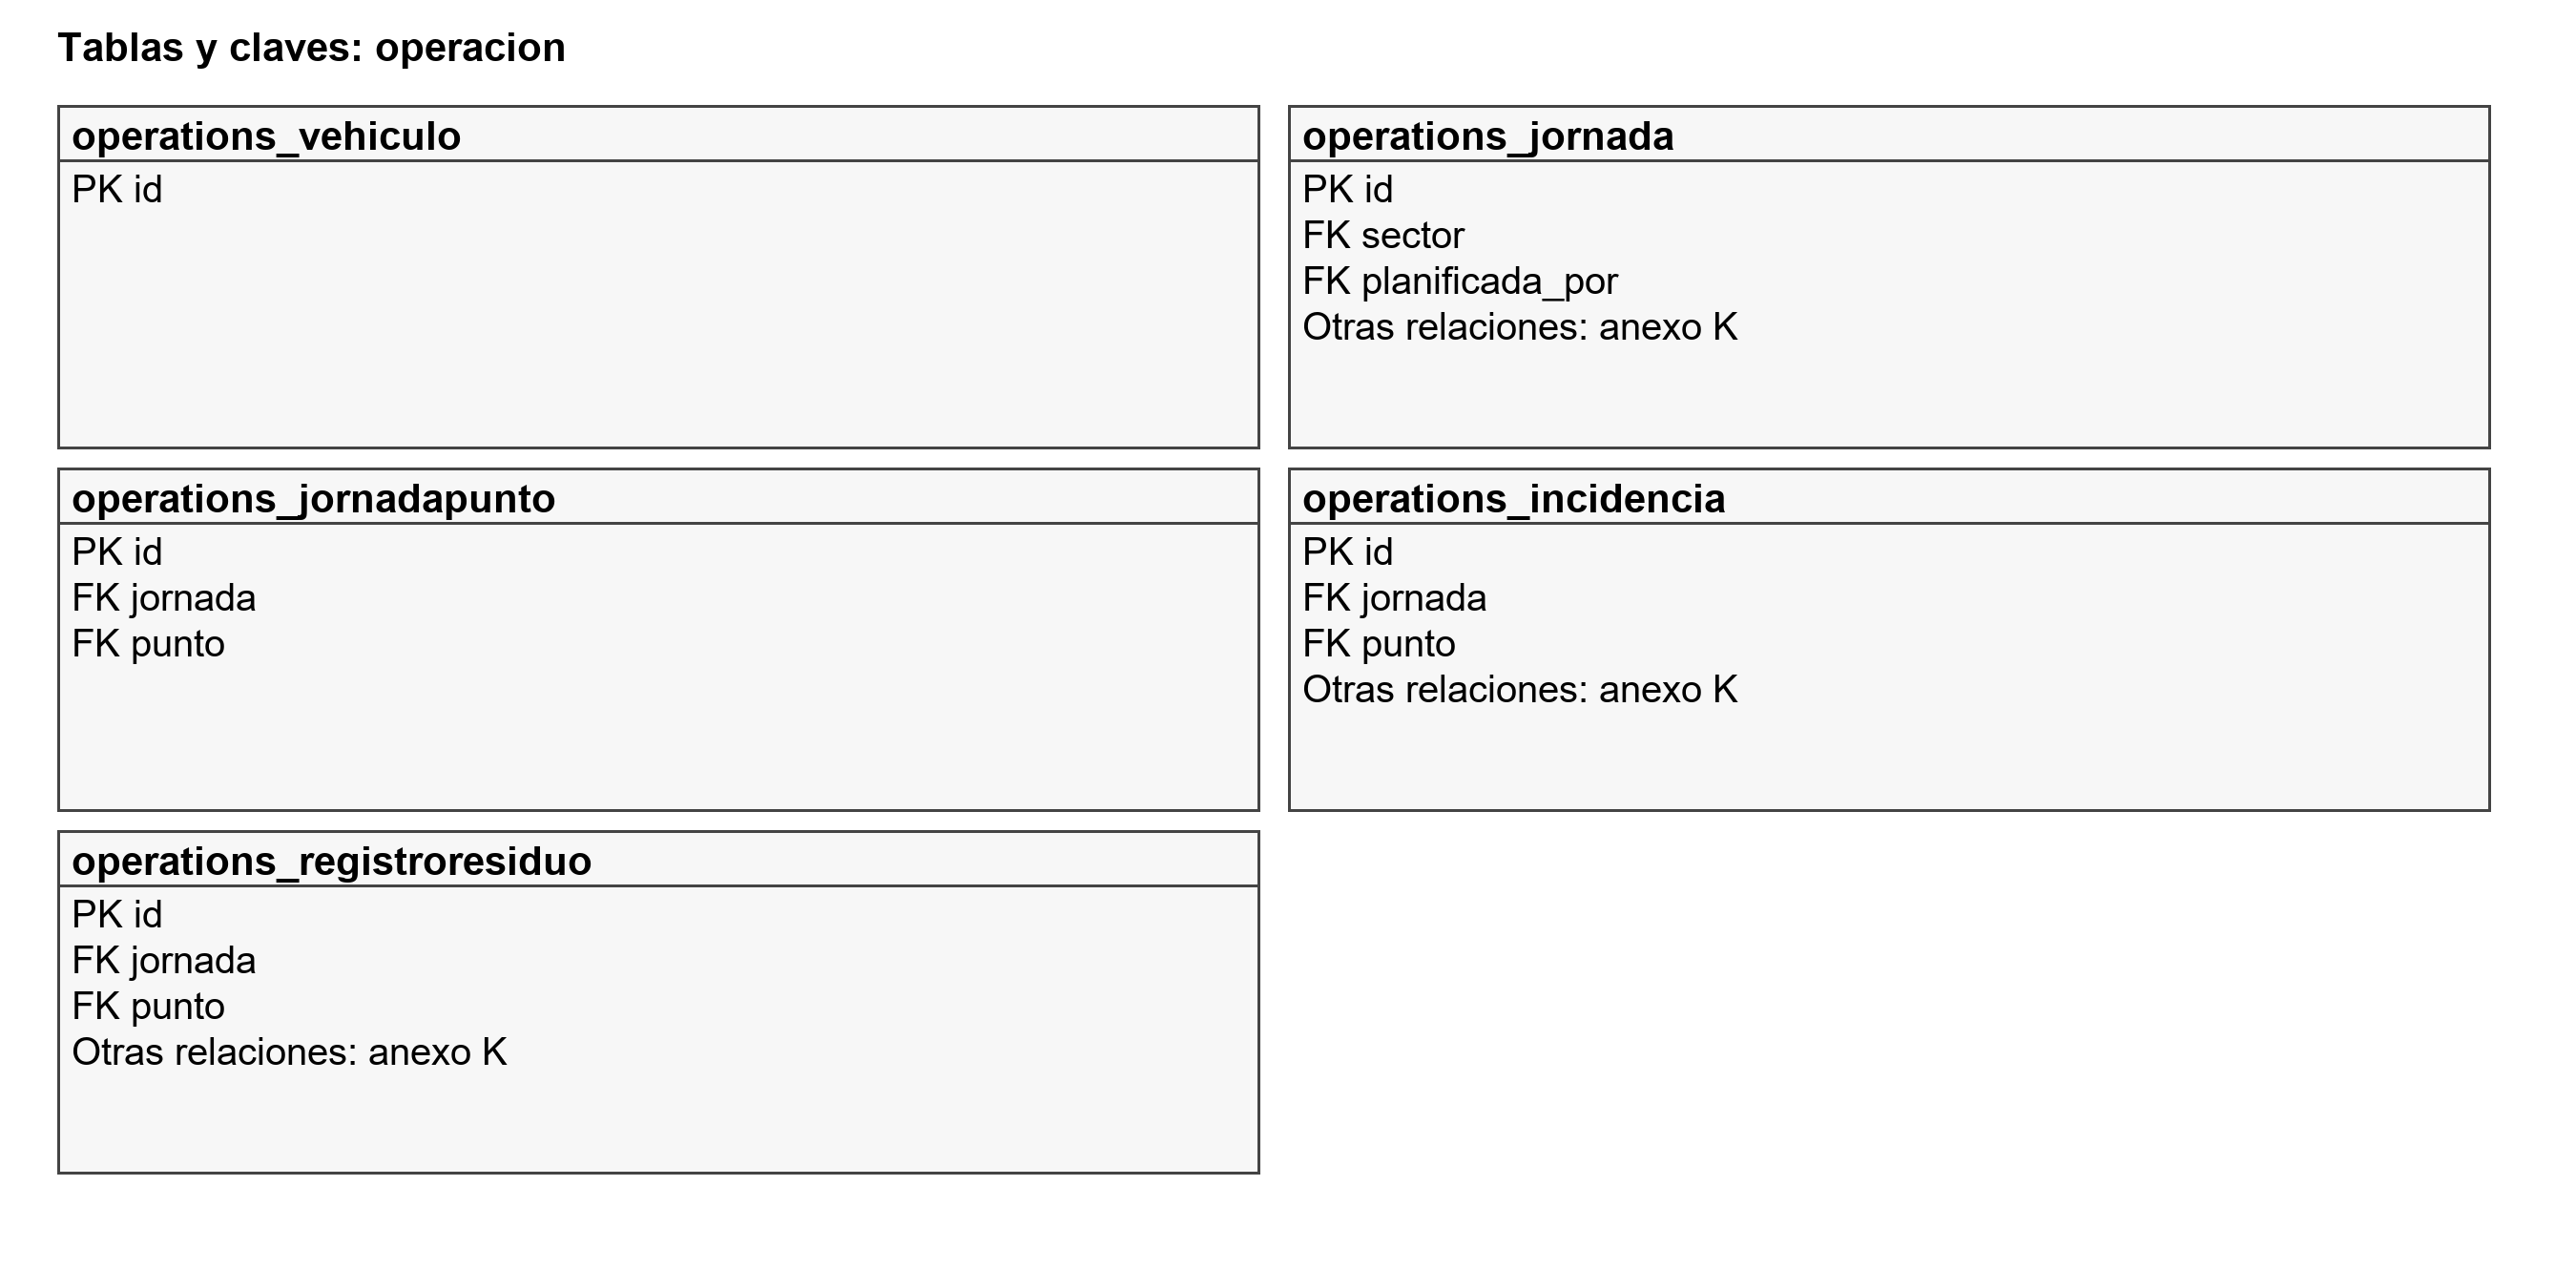 Tablas y claves: operacion
operations_vehiculo
PK id
operations_jornada
PK id
FK sector
FK planificada_por
Otras relaciones: anexo K
operations_jornadapunto
PK id
FK jornada
FK punto
operations_incidencia
PK id
FK jornada
FK punto
Otras relaciones: anexo K
operations_registroresiduo
PK id
FK jornada
FK punto
Otras relaciones: anexo K